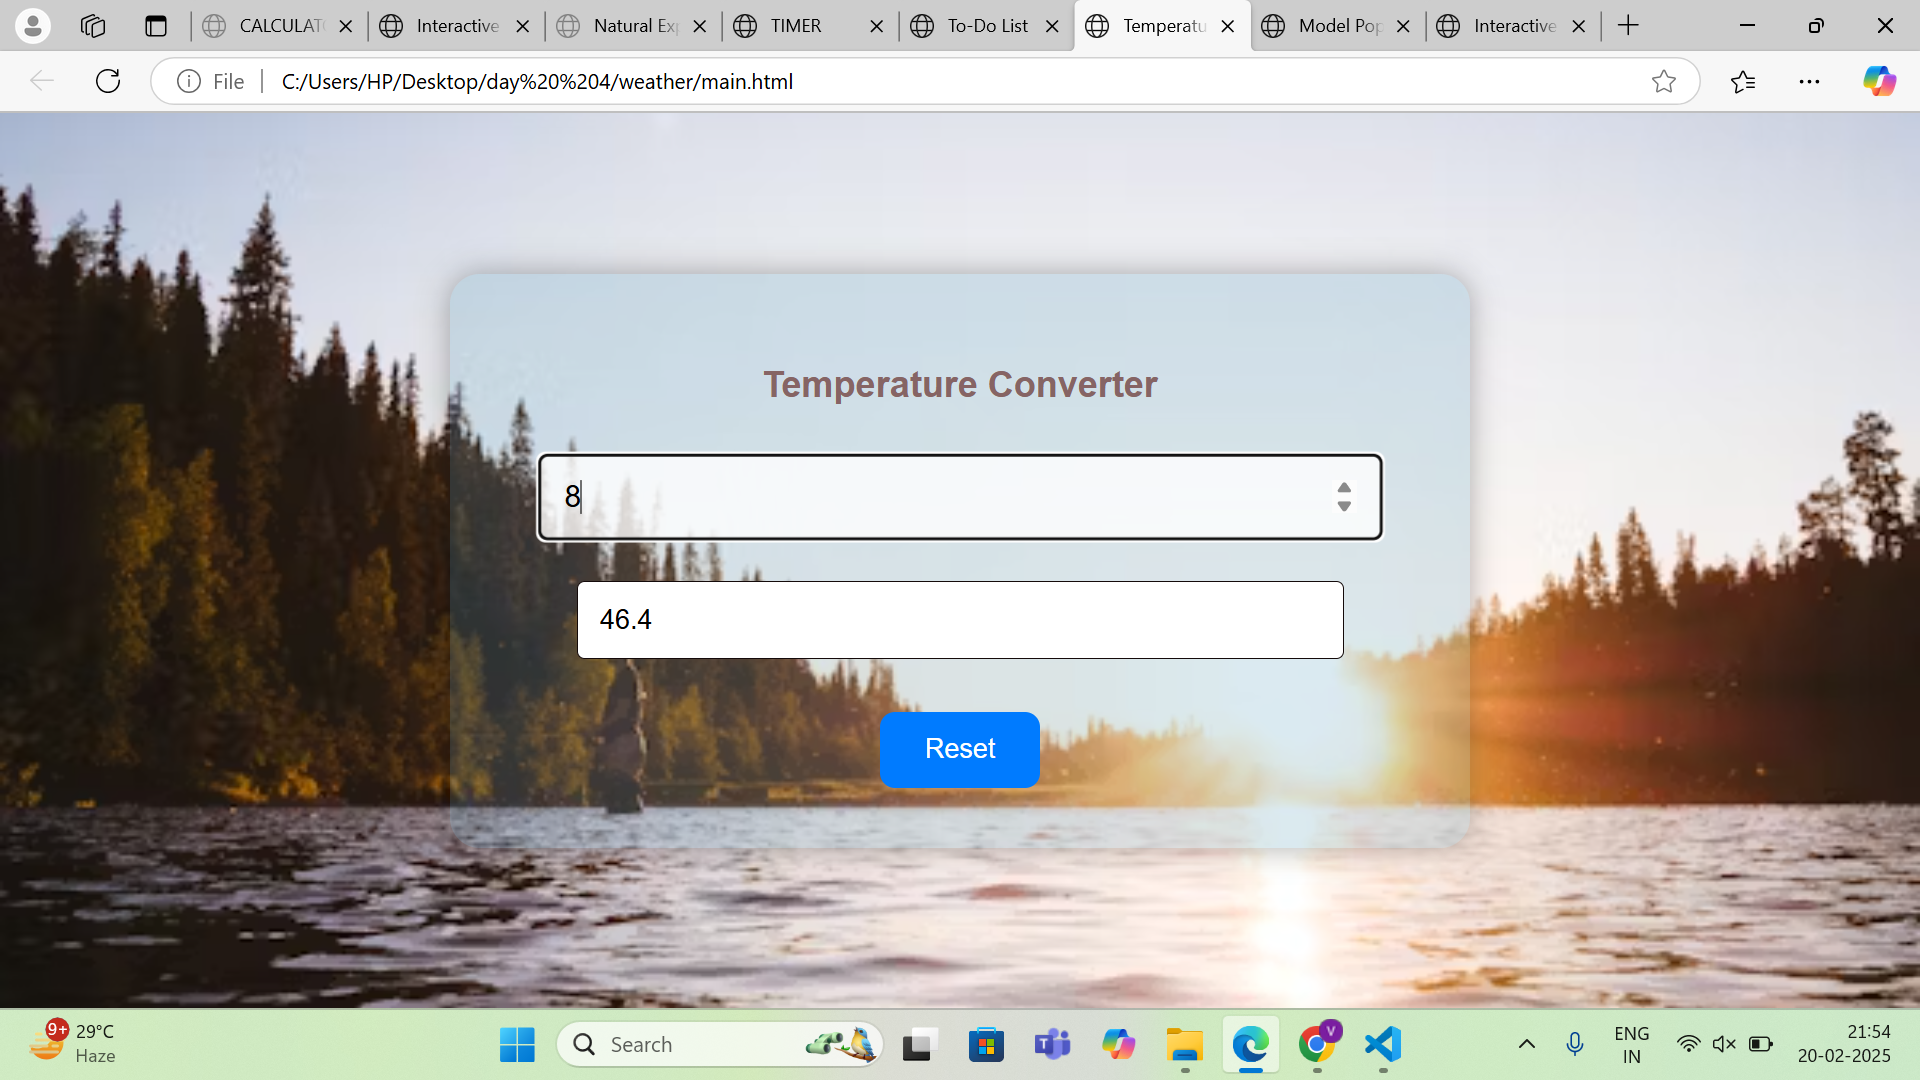 CALCULAT
Interactive
Natural Exp
TIMER
To-Do List
Temperatu
Model Pop
Interactive
File
C:/Users/HP/Desktop/day%20%204/weather/main.html
Temperature Converter
8
46.4
Reset
9+
29°C
Haze
Search
T
V
ENG
IN
21:54
20-02-2025